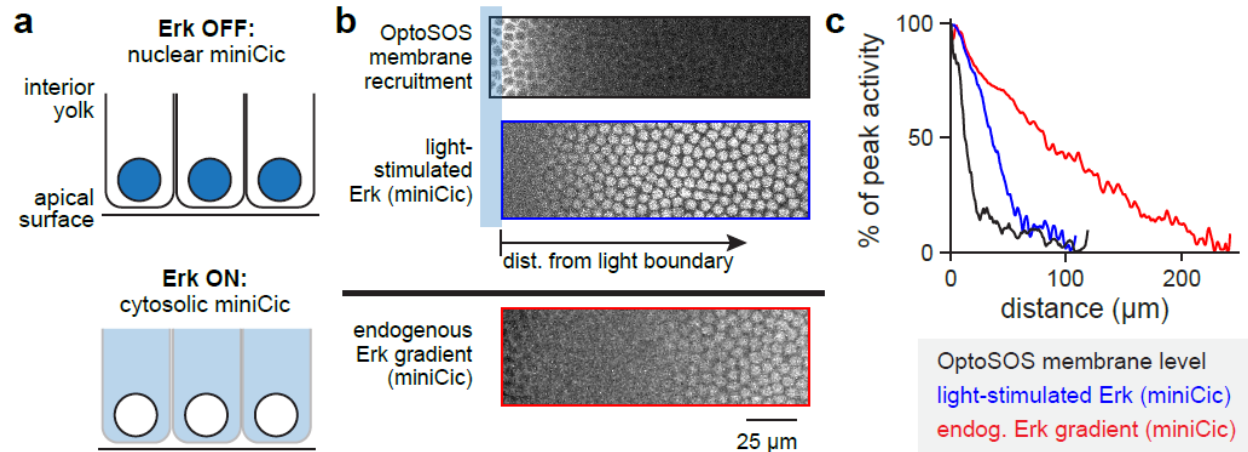 a
Erk OFF:
nuclear miniCic
interior
yolk
apical
surface
Erk ON:
cytosolic miniCic
b
OptoSOS
membrane
recruitment
light-
stimulated
Erk (miniCic)
dist. from light boundary
endogenous
Erk gradient
(miniCic)
25 µm
c
% of peak activity
100
50
0
0
100
200
distance (µm)
OptoSOS membrane level
light-stimulated Erk (miniCic)
endog. Erk gradient (miniCic)